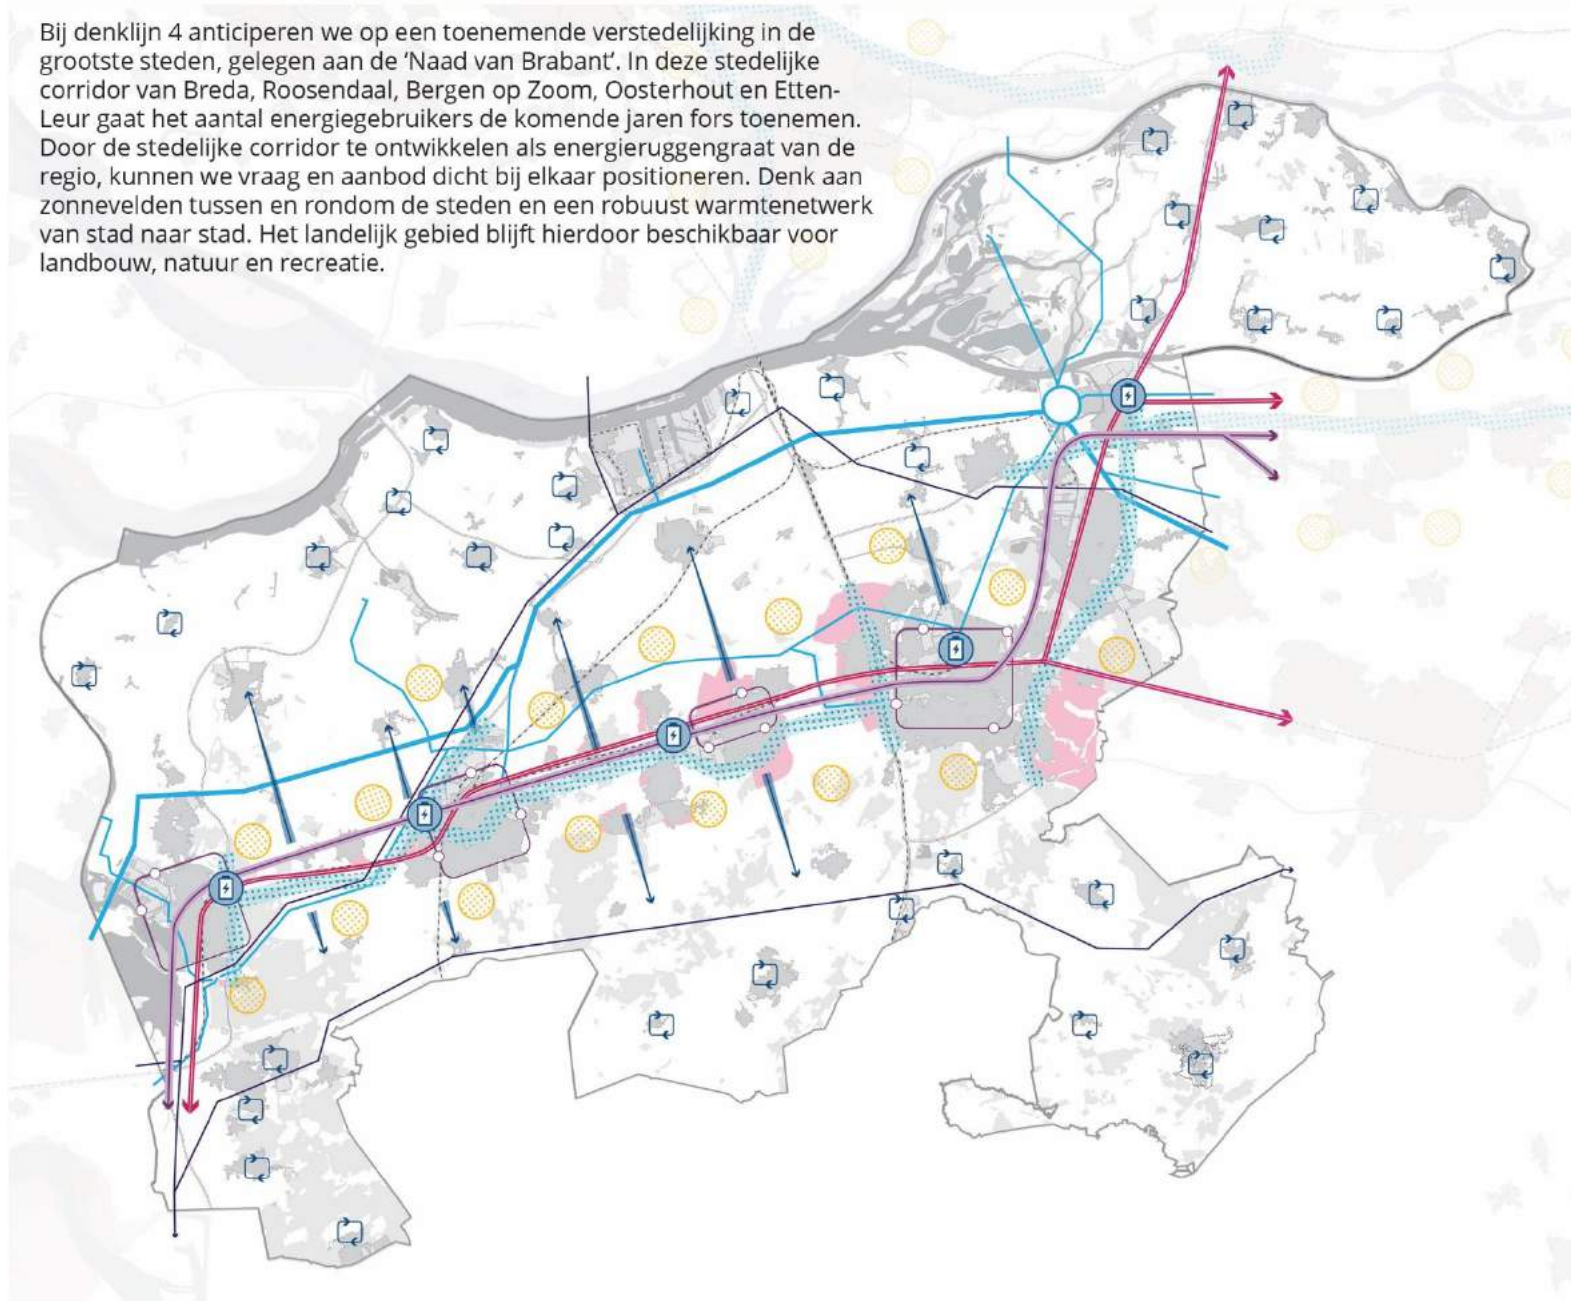 Bij denklijn 4 anticiperen we op een toenemende verstedelijking in de
grootste steden, gelegen aan de ‘Naad van Brabant’. In deze stedelijke
corridor van Breda, Roosendaal, Bergen op Zoom, Oosterhout en Etten-
Leur gaat het aantal energiegebruikers de komende jaren fors toenemen.
Door de stedelijke corridor te ontwikkelen als energieruggengraat van de
regio, kunnen we vraag en aanbod dicht bij elkaar positioneren. Denk aan
zonnevelden tussen en rondom de steden en een robuust warmtenetwerk
van stad naar stad. Het landelijk gebied blijft hierdoor beschikbaar voor
landbouw, natuur en recreatie.